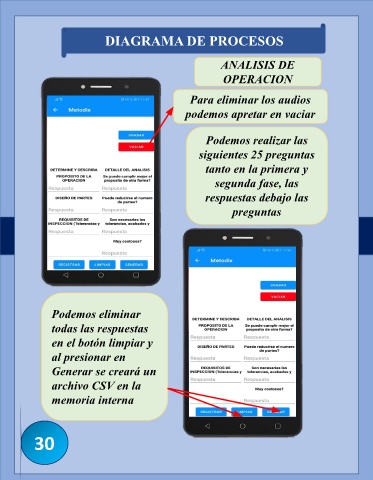 DIAGRAMA DE PROCESOS
ANALISIS DE
OPERACION
Para eliminar los audios
podemos apretar en vaciar
Podemos realizar las
siguientes 25 preguntas
tanto en la primera y
segunda fase, las
respuestas debajo las
preguntas
Metodix
GRABAR
VACIAR
DETERMINE Y DESCRIBA DETALLE DEL ANALISIS
PROPOSITO DE LA
OPERACION
Se puede cumplir mejor el
proposito de otra forma?
Respuesta Respuesta
DISEÑO DE PARTES
Puede reducirse el numero
de partes?
Respuesta Respuesta
REQUISITOS DE
INSPECCION (Tolerancias y
Son necesarias las
tolerancias, acabados y
Respuesta Respuesta
Muy costosos?
Respuesta
REGISTRAR LIMPIAR GENERAR
Podemos eliminar
todas las respuestas
en el botón limpiar y
al presionar en
Generar se creará un
archivo CSV en la
memoria interna
Metodix
GRABAR
VACIAR
DETERMINE Y DESCRIBA DETALLE DEL ANALISIS
PROPOSITO DE LA
OPERACION
Se puede cumplir mejor el
proposito de otra forma?
Respuesta Respuesta
DISEÑO DE PARTES
Puede reducirse el numero
de partes?
Respuesta Respuesta
REQUISITOS DE
INSPECCION (Tolerancias y
Son necesarias las
tolerancias, acabados y
Respuesta Respuesta
Muy costosos?
Respuesta
REGISTRAR LIMPIAR GENERAR
30